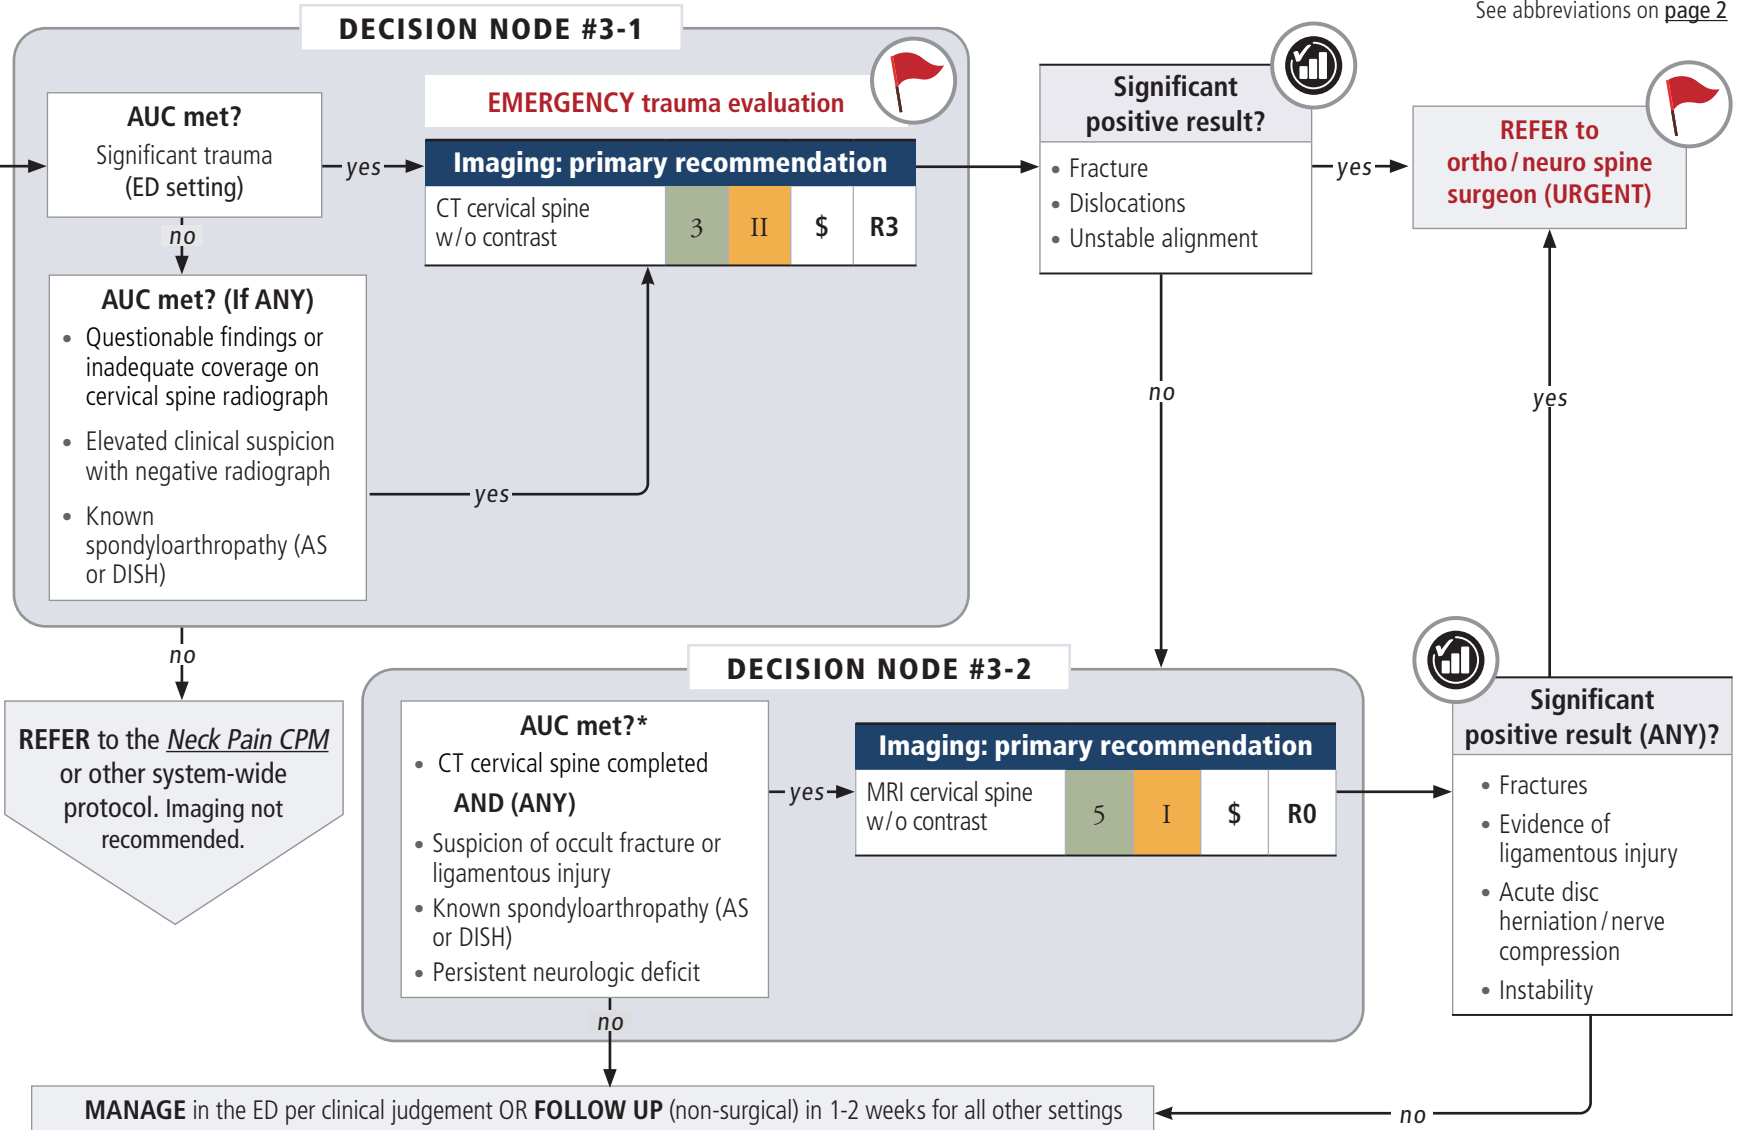 See abbreviations on page 2
DECISION NODE #3-1
AUC met?
Significant trauma
(ED setting)
yes
no
EMERGENCY trauma evaluation
Imaging: primary recommendation
CT cervical spine
w/o contrast
3
II
$
R3
AUC met? (If ANY)
• Questionable findings or
inadequate coverage on
cervical spine radiograph
• Elevated clinical suspicion
with negative radiograph
• Known
spondyloarthropathy (AS
or DISH)
yes
no
Significant
positive result?
• Fracture
• Dislocations
• Unstable alignment
yes
no
REFER to
ortho/neuro spine
surgeon (URGENT)
yes
REFER to the Neck Pain CPM
or other system-wide
protocol. Imaging not
recommended.
DECISION NODE #3-2
AUC met?*
• CT cervical spine completed
AND (ANY)
• Suspicion of occult fracture or
ligamentous injury
• Known spondyloarthropathy (AS
or DISH)
• Persistent neurologic deficit
yes
no
Imaging: primary recommendation
MRI cervical spine
w/o contrast
5
I
$
R0
Significant
positive result (ANY)?
• Fractures
• Evidence of
ligamentous injury
• Acute disc
herniation/nerve
compression
• Instability
no
MANAGE in the ED per clinical judgement OR FOLLOW UP (non-surgical) in 1-2 weeks for all other settings